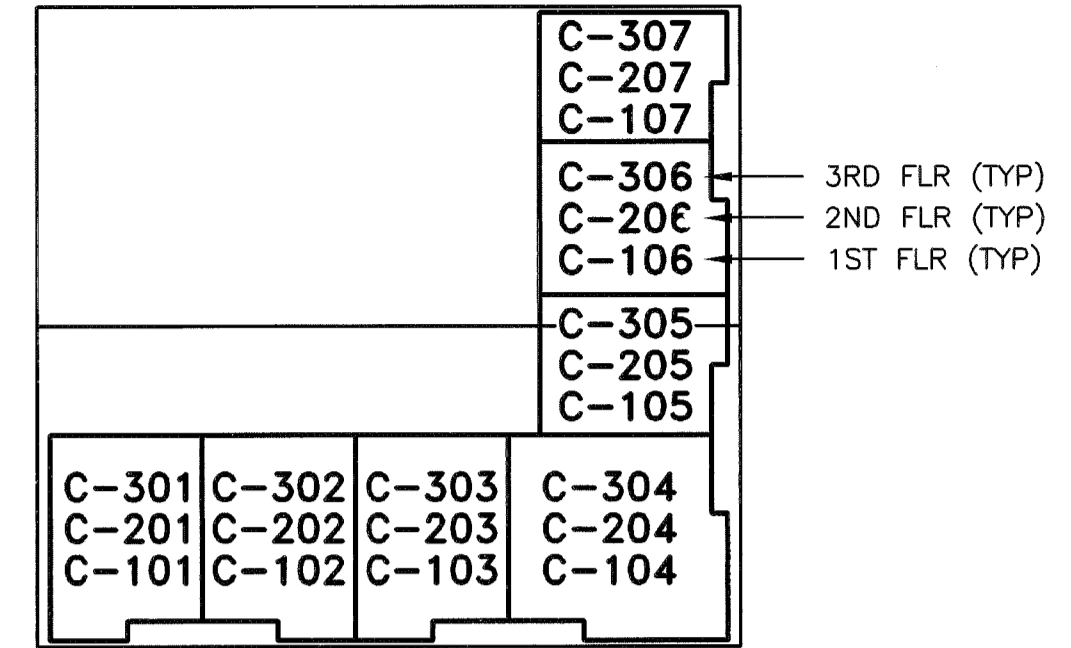 C-307
C-207
C-107
C-306
C-206
C-106
3RD FLR (TYP)
2ND FLR (TYP)
1ST FLR (TYP)
C-305
C-205
C-105
C-301
C-201
C-101
C-302
C-202
C-102
C-303
C-203
C-103
C-304
C-204
C-104